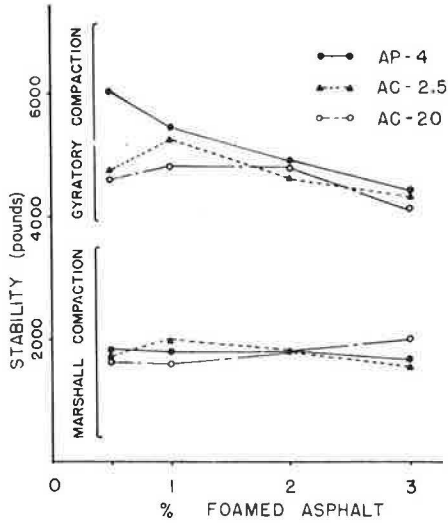 AP-4
AC-2.5
AC-20
STABILITY (pounds)
GYRATORY COMPACTION
MARSHALL COMPACTION
6000
4000
2000
0 1 2 3
% FOAMED ASPHALT